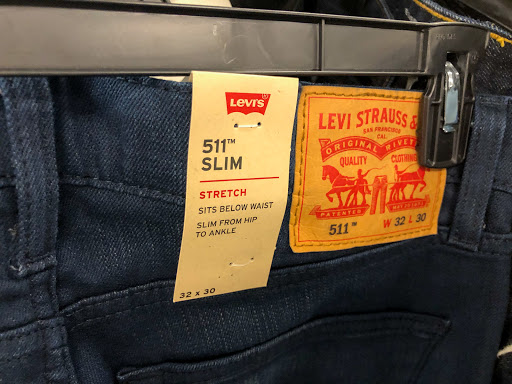 LEVI'S
511™
SLIM
STRETCH
SITS BELOW WAIST
SLIM FROM HIP
TO ANKLE
32 x 30
LEVI STRAUSS &
SAN FRANCISCO
CAL.
ORIGINAL RIVETE
QUALITY CLOTHING
PATENTED
511™ W 32 L 30